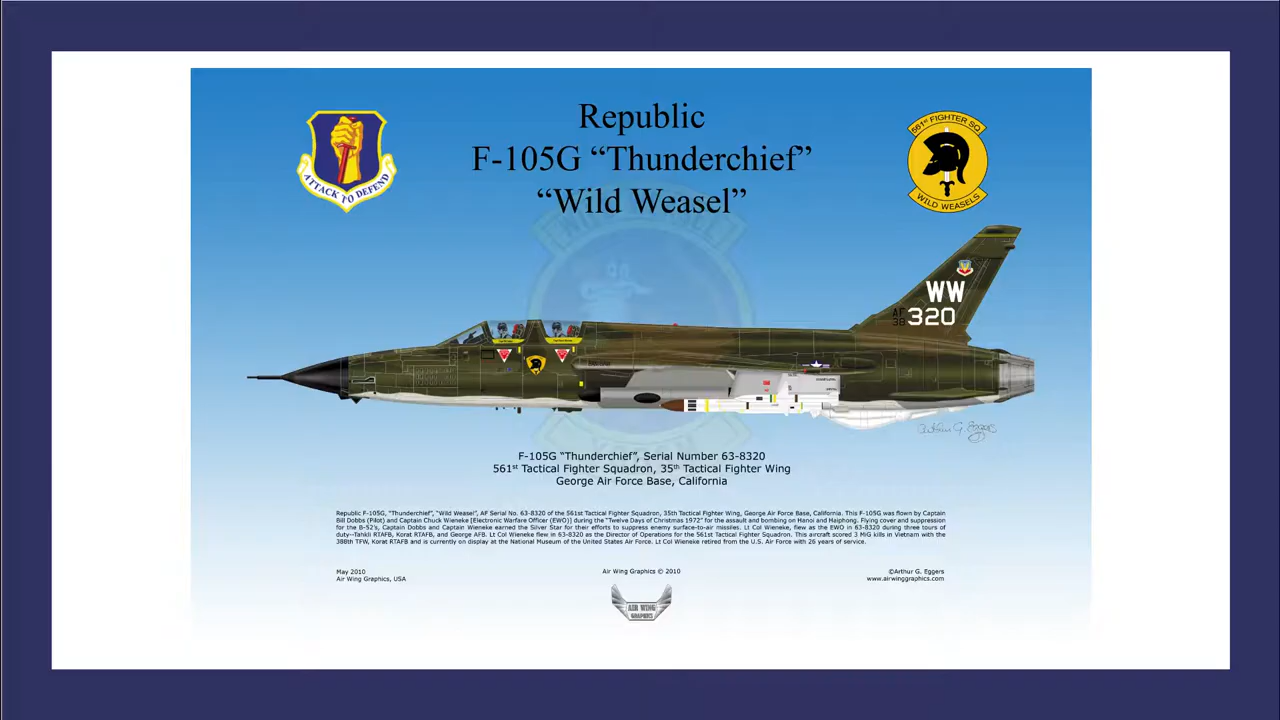 Republic
F-105G “Thunderchief”
“Wild Weasel”
ATTACK TO DEFEND
561st FIGHTER SQ
WILD WEASELS
WW
AF
38
320
Arthur G. Eggers
F-105G “Thunderchief”, Serial Number 63-8320
561st Tactical Fighter Squadron, 35th Tactical Fighter Wing
George Air Force Base, California
Republic F-105G, “Thunderchief”, “Wild Weasel”, AF Serial No. 63-8320 of the 561st Tactical Fighter Squadron, 35th Tactical Fighter Wing, George Air Force Base, California. This F-105G was flown by Captain
Bill Dobbs (Pilot) and Captain Chuck Wieneke [Electronic Warfare Officer (EWO)] during the “Twelve Days of Christmas 1972” for the assault and bombing on Hanoi and Haiphong. Flying cover and suppression
for the B-52’s, Captain Dobbs and Captain Wieneke earned the Silver Star for their efforts to suppress enemy surface-to-air missiles. Lt Col Wieneke, flew as the EWO in 63-8320 during three tours of
duty--Tahkli RTAFB, Korat RTAFB, and George AFB. Lt Col Wieneke flew in 63-8320 as the Director of Operations for the 561st Tactical Fighter Squadron. This aircraft scored 3 MiG kills in Vietnam with the
388th TFW, Korat RTAFB and is currently on display at the National Museum of the United States Air Force. Lt Col Wieneke retired from the U.S. Air Force with 26 years of service.
May 2010
Air Wing Graphics, USA
Air Wing Graphics © 2010
©Arthur G. Eggers
www.airwinggraphics.com
AIR WING
GRAPHICS